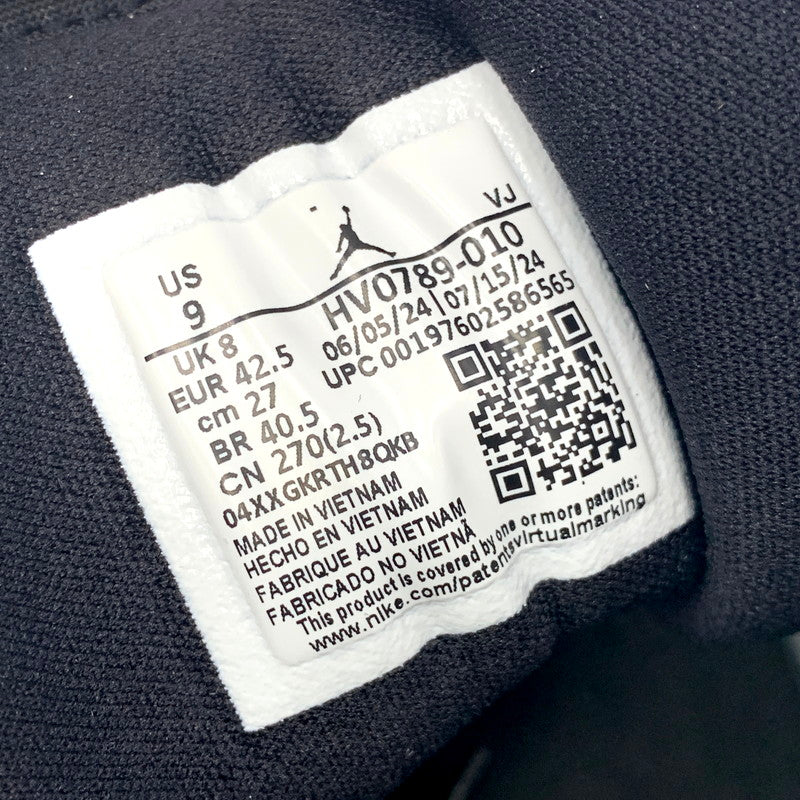 US
9
VJ
HV0789-010
06/05/24|07/15/24
UPC 00197602586565
UK 8
EUR 42.5
cm 27
BR 40.5
CN 270(2.5)
04XXGKRTH8QKB
MADE IN VIETNAM
HECHO EN VIETNAM
FABRIQUE AU VIETNAM
FABRICADO NO VIETNÃ
This product is covered by one or more patents:
www.nike.com/patentsvirtualmarking